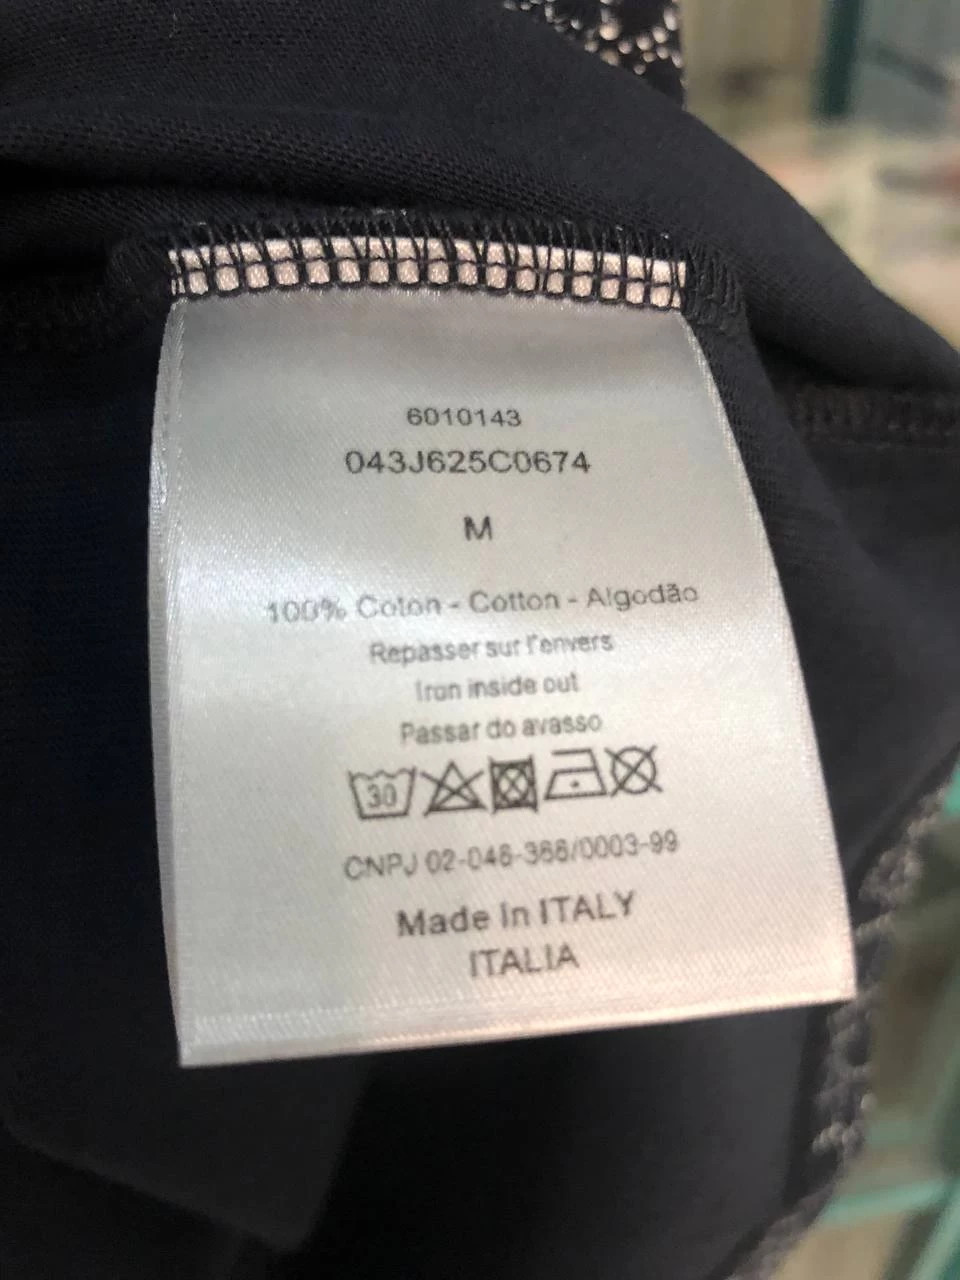 6010143
043J625C0674
M
100% Coton - Cotton - Algodão
Repasser sur l'envers
Iron inside out
Passar do avasso
30
CNPJ 02-046-366/0003-99
Made In ITALY
ITALIA